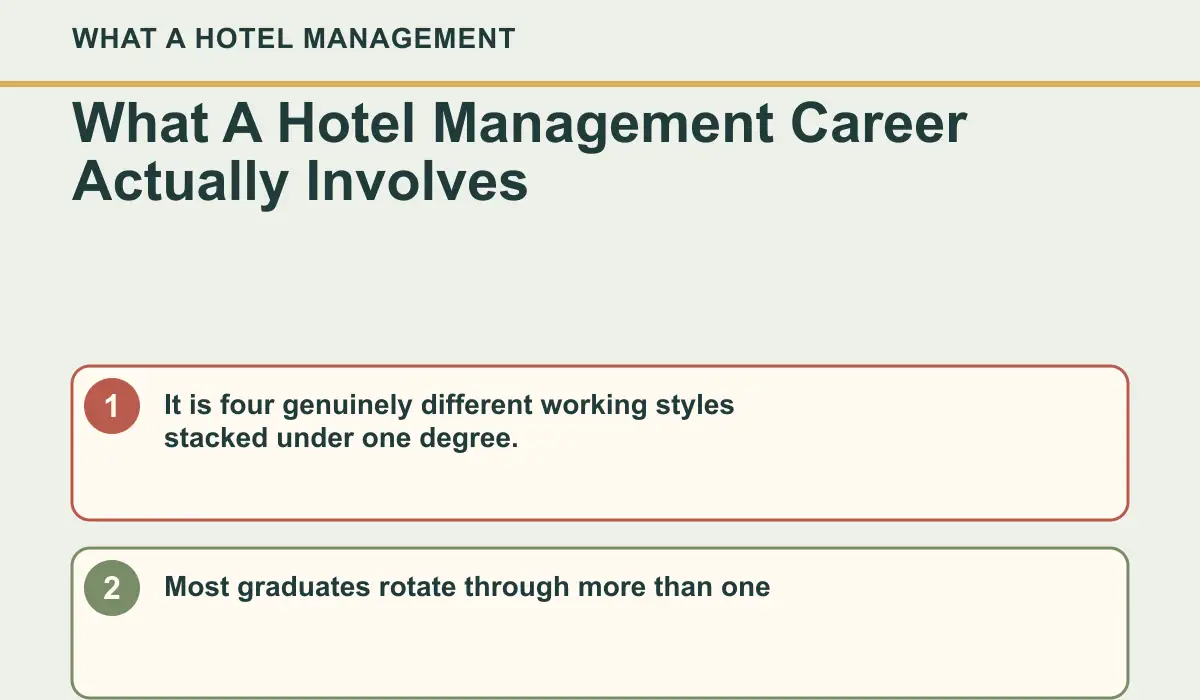 WHAT A HOTEL MANAGEMENT
What A Hotel Management Career
Actually Involves
1
It is four genuinely different working styles
stacked under one degree.
2
Most graduates rotate through more than one